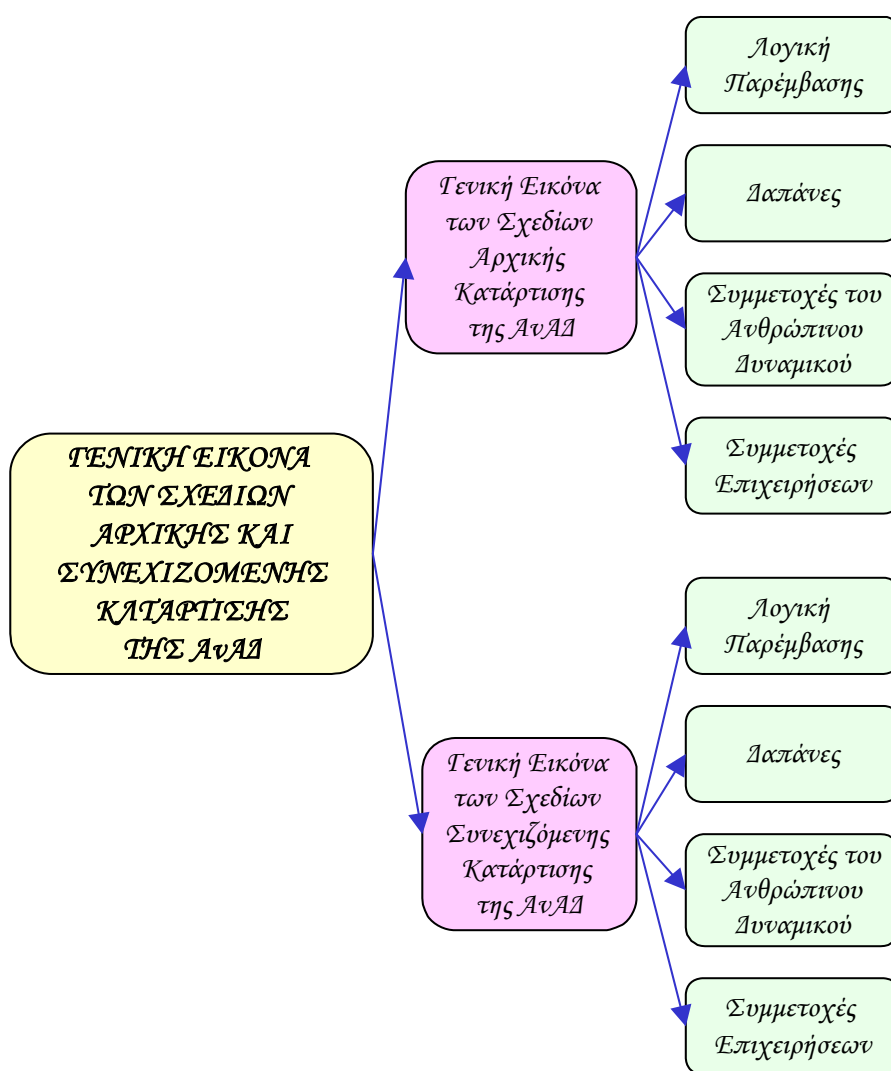 ΓΕΝΙΚΗ ΕΙΚΟΝΑ
ΤΩΝ ΣΧΕΔΙΩΝ
ΑΡΧΙΚΗΣ ΚΑΙ
ΣΥΝΕΧΙΖΟΜΕΝΗΣ
ΚΑΤΑΡΤΙΣΗΣ
ΤΗΣ ΑνΑΔ
Γενική Εικόνα
των Σχεδίων
Αρχικής
Κατάρτισης
της ΑνΑΔ
Λογική
Παρέμβασης
Δαπάνες
Συμμετοχές του
Ανθρώπινου
Δυναμικού
Συμμετοχές
Επιχειρήσεων
Γενική Εικόνα
των Σχεδίων
Συνεχιζόμενης
Κατάρτισης
της ΑνΑΔ
Λογική
Παρέμβασης
Δαπάνες
Συμμετοχές του
Ανθρώπινου
Δυναμικού
Συμμετοχές
Επιχειρήσεων